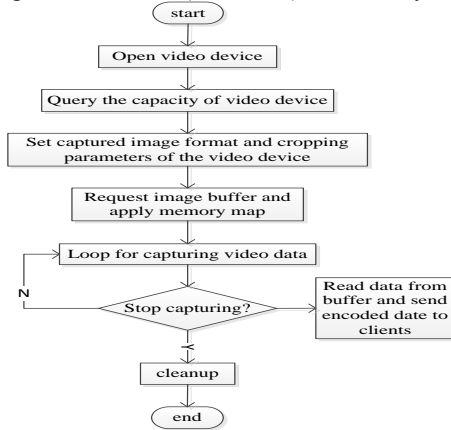 start
Open video device
Query the capacity of video device
Set captured image format and cropping
parameters of the video device
Request image buffer and
apply memory map
Loop for capturing video data
N
Stop capturing?
Read data from
buffer and send
encoded date to
clients
Y
cleanup
end